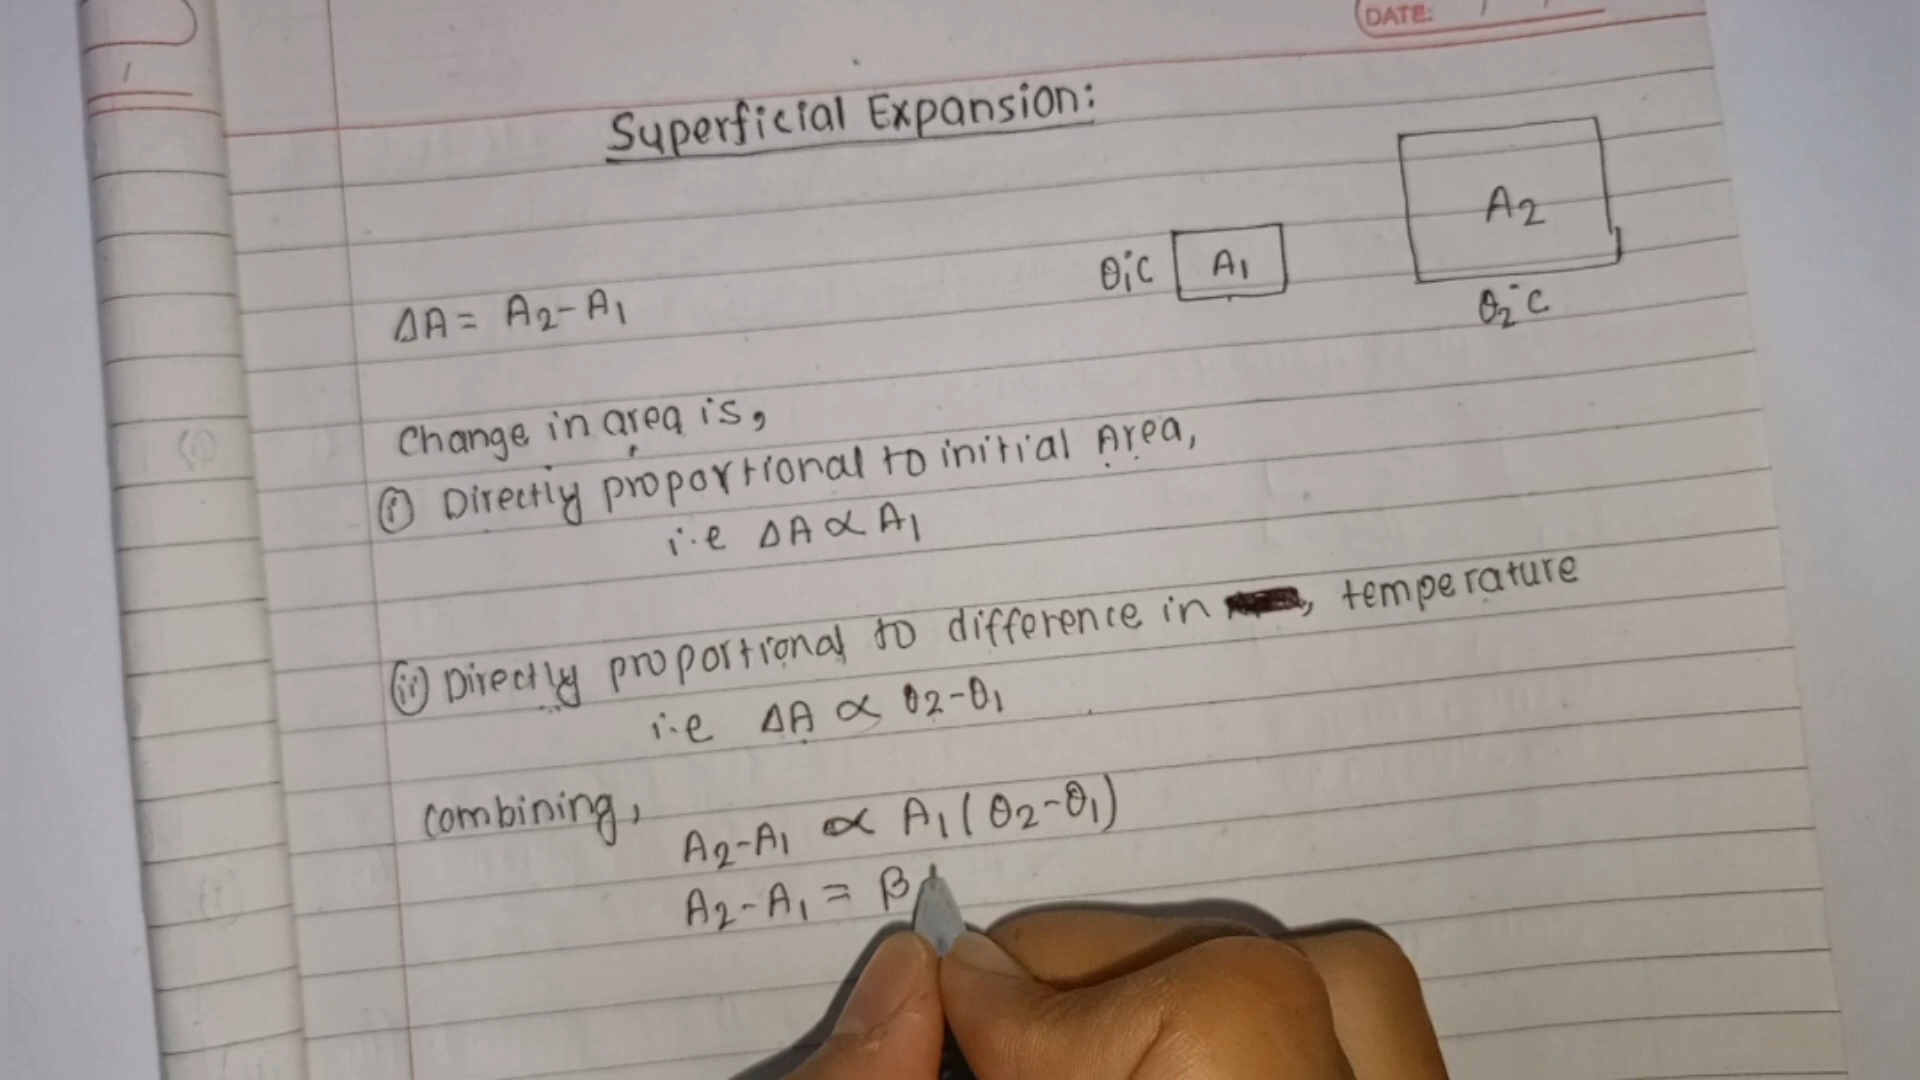 DATE:
Superficial Expansion:
A2
θ1°C A1
θ2°C
ΔA = A2-A1
Change in area is,
(i) Directly proportional to initial Area,
i.e ΔA ∝ A1
(ii) Directly proportional to difference in , temperature
i.e ΔA ∝ θ2-θ1
combining,
A2-A1 ∝ A1(θ2-θ1)
A2-A1 = β